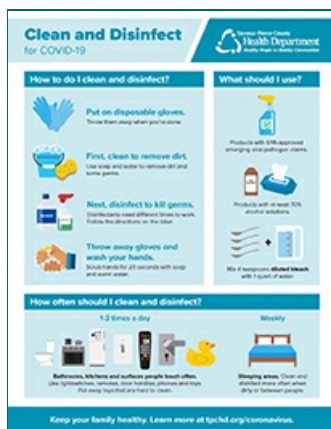 Clean and Disinfect
for COVID-19
Tacoma-Pierce County
Health Department
Healthy People in Healthy Communities
How to do I clean and disinfect?
Put on disposable gloves.
Throw them away when you're done.
First, clean to remove dirt.
Use soap and water to remove dirt and
some germs.
Next, disinfect to kill germs.
Disinfectants need different times to work.
Follow the directions on the label.
Throw away gloves and
wash your hands.
Scrub hands for 20 seconds with soap
and warm water.
What should I use?
Products with EPA-approved
emerging viral pathogen claims.
Products with at least 70%
alcohol solutions.
Mix 4 teaspoons diluted bleach
with 1 quart of water.
How often should I clean and disinfect?
1-3 times a day
Bathrooms, kitchens and surfaces people touch often.
Like lightswitches, remotes, door handles, phones and toys
Put away toys that are hard to clean.
Weekly
Sleeping areas. Clean and
disinfect more often when
dirty or between people.
Keep your family healthy. Learn more at tpchd.org/coronavirus.